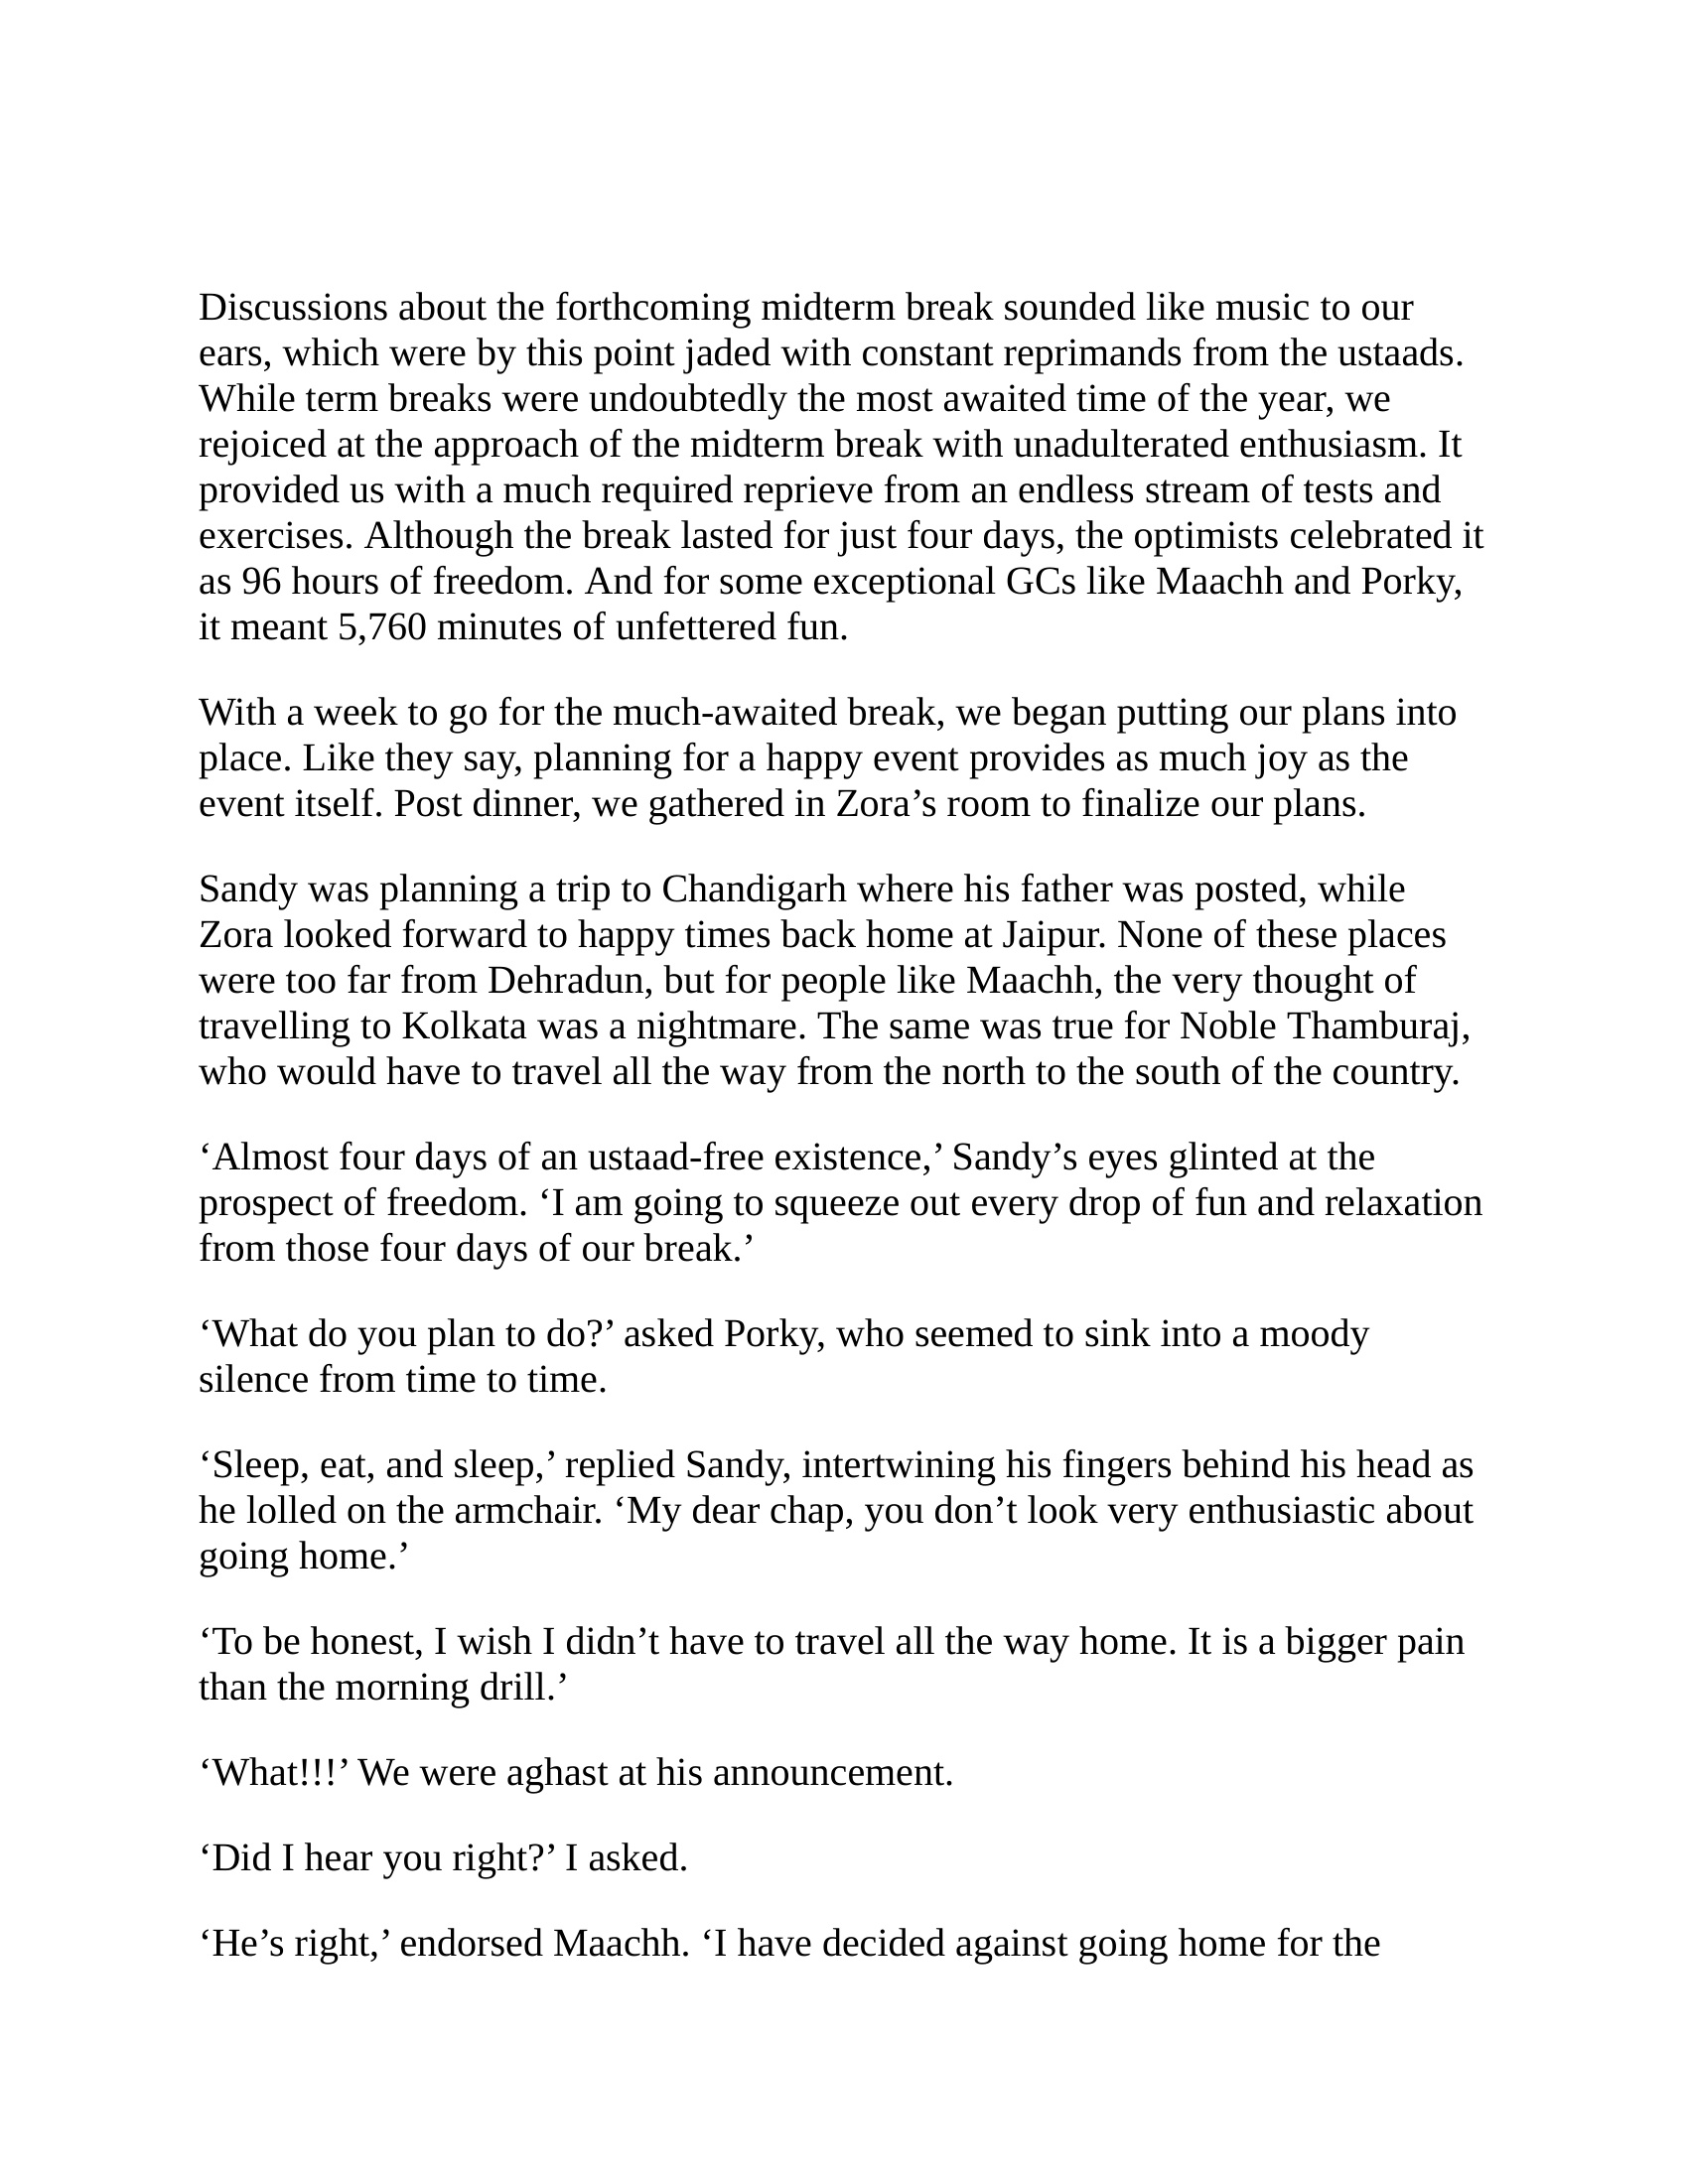 Discussions about the forthcoming midterm break sounded like music to our
ears, which were by this point jaded with constant reprimands from the ustaads.
While term breaks were undoubtedly the most awaited time of the year, we
rejoiced at the approach of the midterm break with unadulterated enthusiasm. It
provided us with a much required reprieve from an endless stream of tests and
exercises. Although the break lasted for just four days, the optimists celebrated it
as 96 hours of freedom. And for some exceptional GCs like Maachh and Porky,
it meant 5,760 minutes of unfettered fun.
With a week to go for the much-awaited break, we began putting our plans into
place. Like they say, planning for a happy event provides as much joy as the
event itself. Post dinner, we gathered in Zora’s room to finalize our plans.
Sandy was planning a trip to Chandigarh where his father was posted, while
Zora looked forward to happy times back home at Jaipur. None of these places
were too far from Dehradun, but for people like Maachh, the very thought of
travelling to Kolkata was a nightmare. The same was true for Noble Thamburaj,
who would have to travel all the way from the north to the south of the country.
‘Almost four days of an ustaad-free existence,’ Sandy’s eyes glinted at the
prospect of freedom. ‘I am going to squeeze out every drop of fun and relaxation
from those four days of our break.’
‘What do you plan to do?’ asked Porky, who seemed to sink into a moody
silence from time to time.
‘Sleep, eat, and sleep,’ replied Sandy, intertwining his fingers behind his head as
he lolled on the armchair. ‘My dear chap, you don’t look very enthusiastic about
going home.’
‘To be honest, I wish I didn’t have to travel all the way home. It is a bigger pain
than the morning drill.’
‘What!!!’ We were aghast at his announcement.
‘Did I hear you right?’ I asked.
‘He’s right,’ endorsed Maachh. ‘I have decided against going home for the